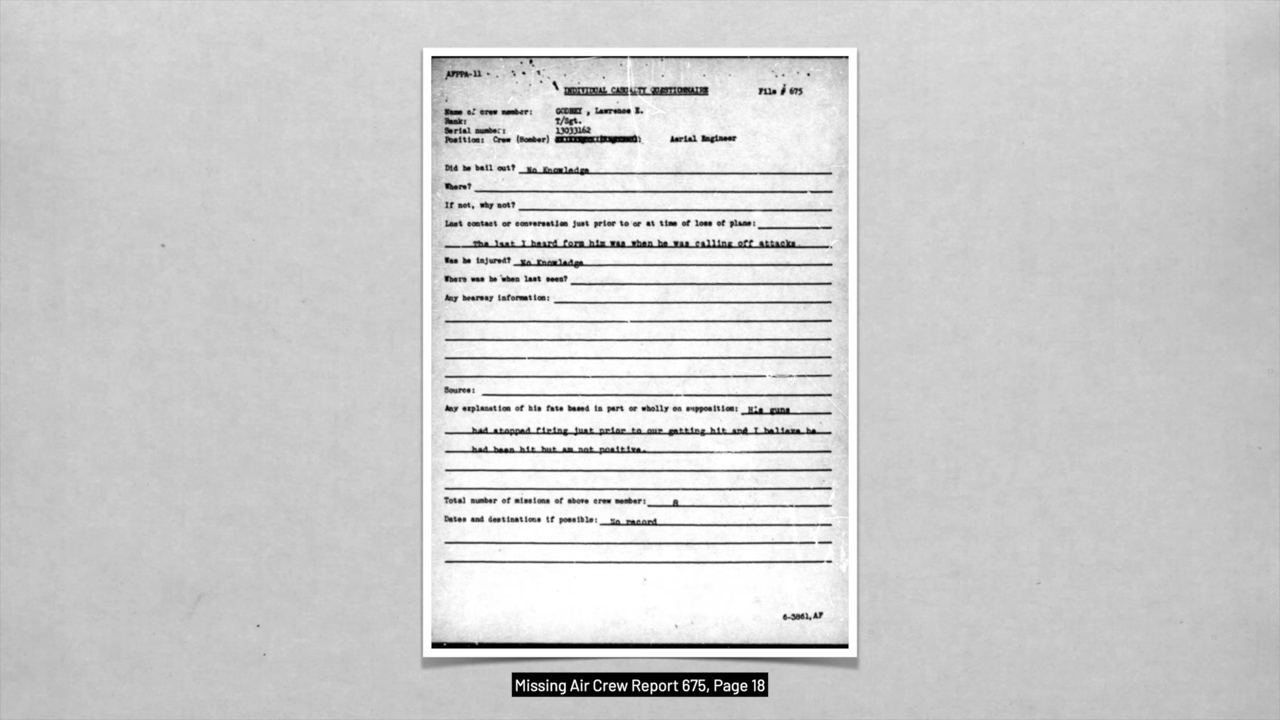 AFPPA-11
INDIVIDUAL CASUALTY QUESTIONNAIRE File # 675
Name of crew member: , Lawrence E.
Rank: T/Sgt.
Serial number: 13033162
Position: Crew (Bomber) Aerial Engineer
Did he bail out? No Knowledge
Where?
If not, why not?
Last contact or conversation just prior to or at time of loss of plane:
The last I heard form him was when he was calling off attacks
Was he injured? No Knowledge
Where was he when last seen?
Any hearsay information:
Source:
Any explanation of his fate based in part or wholly on supposition: His guns
had stopped firing just prior to our getting hit and I believe he
had been hit but am not positive.
Total number of missions of above crew member: 8
Dates and destinations if possible: No record
6-3861,AF
Missing Air Crew Report 675, Page 18